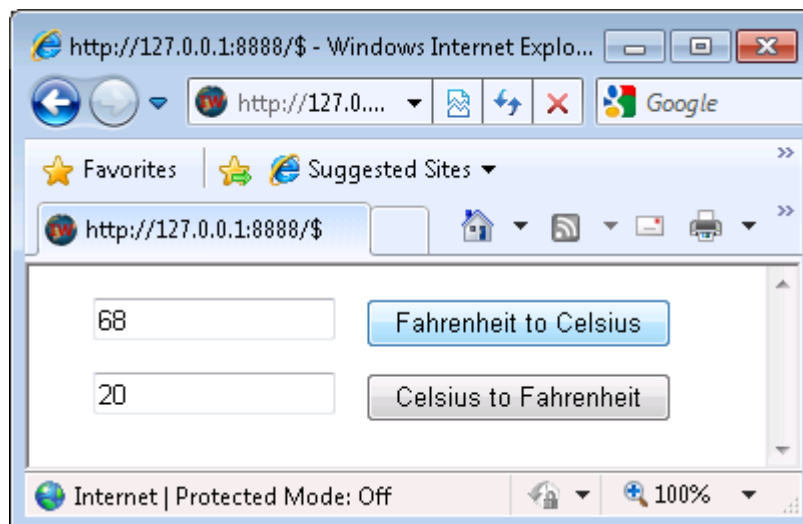 http://127.0.0.1:8888/$ - Windows Internet Explo...
http://127.0.... Google
Favorites Suggested Sites
http://127.0.0.1:8888/$
68 Fahrenheit to Celsius
20 Celsius to Fahrenheit
Internet | Protected Mode: Off 100%